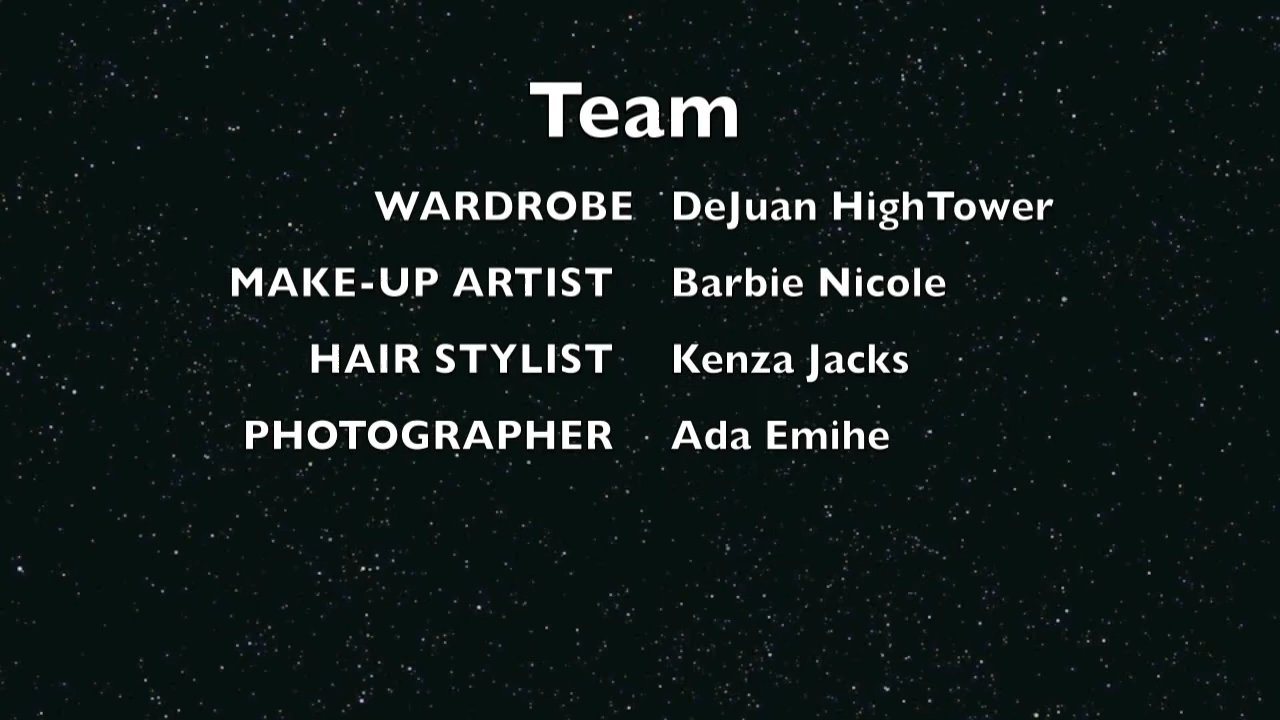 Team
WARDROBE DeJuan HighTower
MAKE-UP ARTIST Barbie Nicole
HAIR STYLIST Kenza Jacks
PHOTOGRAPHER Ada Emihe